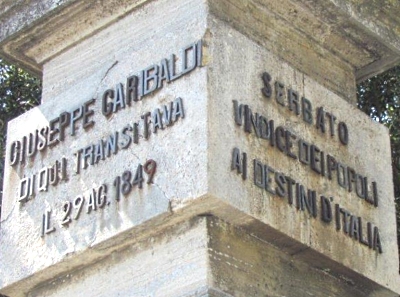 GIUSEPPE GARIBALDI
DI QUI TRANSITAVA
IL 29 AG. 1849
SERBATO
VINDICE DEI POPOLI
AI DESTINI D'ITALIA